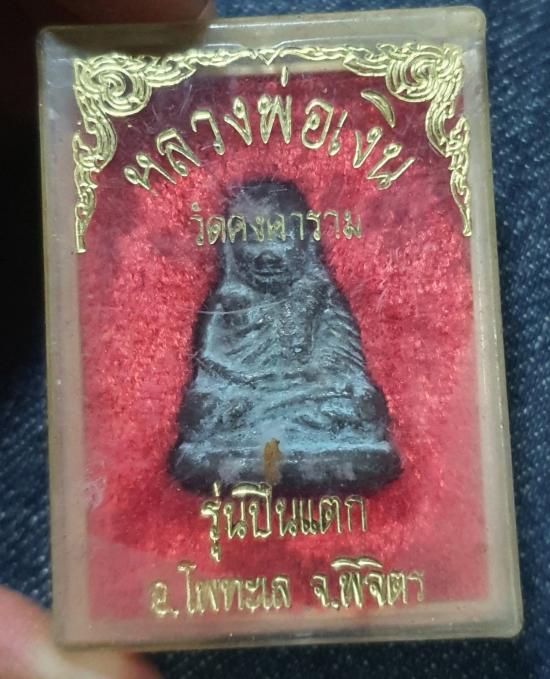 หลวงพ่อเงิน
วัดคงคาราม
รุ่นปืนแตก
อ.โพทะเล จ.พิจิตร